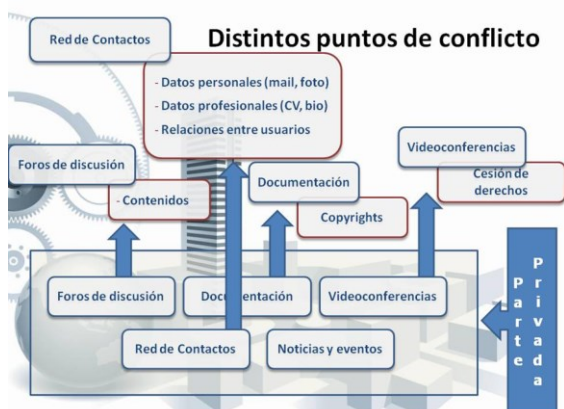 Red de Contactos
Distintos puntos de conflicto
- Datos personales (mail, foto)
- Datos profesionales (CV, bio)
- Relaciones entre usuarios
Foros de discusión
- Contenidos
Documentación
Copyrights
Videoconferencias
Cesión de
derechos
Foros de discusión
Documentación
Videoconferencias
Red de Contactos
Noticias y eventos
Parte
Privada